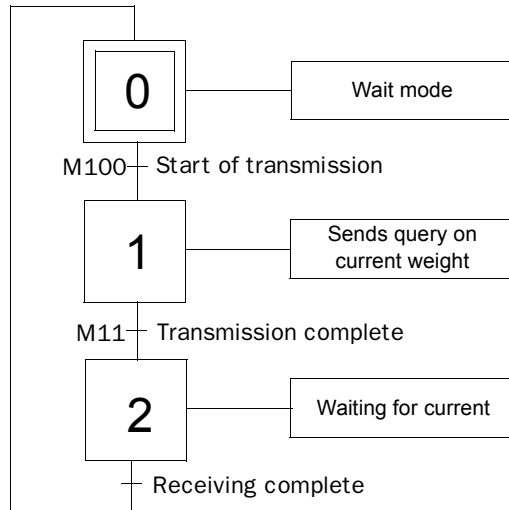 0
Wait mode
M100 Start of transmission
1
Sends query on
current weight
M11 Transmission complete
2
Waiting for current
Receiving complete